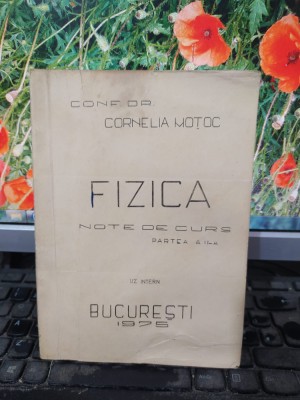 CONF. DR.
CORNELIA MOȚOC
FIZICA
NOTE DE CURS
PARTEA A II-A
UZ INTERN
BUCUREȘTI
1976